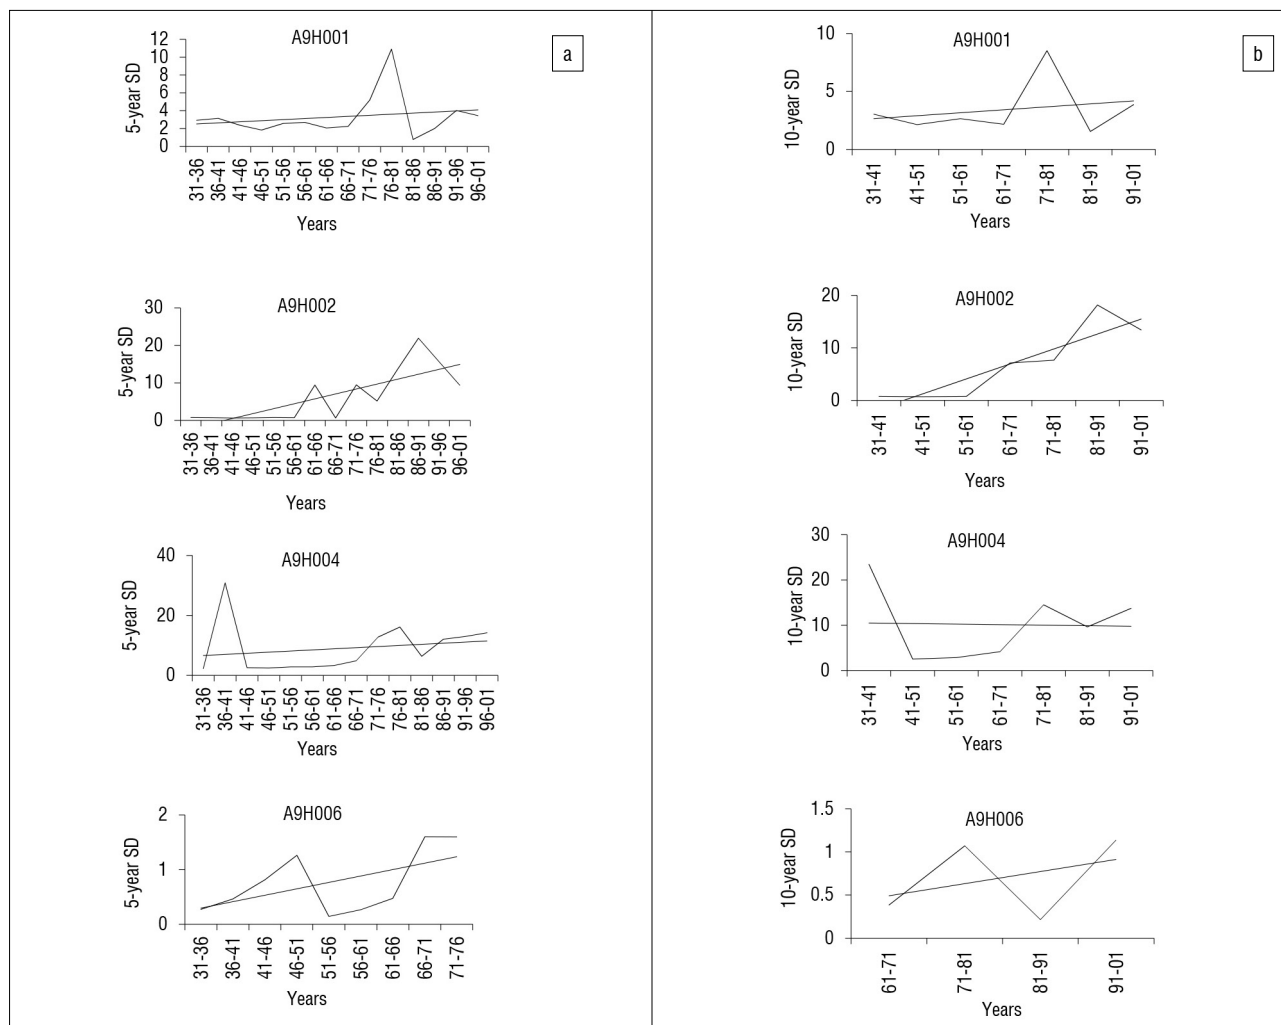 a
A9H001
5-year SD
12
10
8
6
4
2
0
31-36 36-41 41-46 46-51 51-56 56-61 61-66 66-71 71-76 76-81 81-86 86-91 91-96 96-01
Years
A9H002
5-year SD
30
20
10
0
31-36 36-41 41-46 46-51 51-56 56-61 61-66 66-71 71-76 76-81 81-86 86-91 91-96 96-01
Years
A9H004
5-year SD
40
20
0
31-36 36-41 41-46 46-51 51-56 56-61 61-66 66-71 71-76 76-81 81-86 86-91 91-96 96-01
Years
A9H006
5-year SD
2
1
0
31-36 36-41 41-46 46-51 51-56 56-61 61-66 66-71 71-76
Years
b
A9H001
10-year SD
10
5
0
31-41 41-51 51-61 61-71 71-81 81-91 91-01
Years
A9H002
10-year SD
20
10
0
31-41 41-51 51-61 61-71 71-81 81-91 91-01
Years
A9H004
10-year SD
30
20
10
0
31-41 41-51 51-61 61-71 71-81 81-91 91-01
Years
A9H006
10-year SD
1.5
1
0.5
0
61-71 71-81 81-91 91-01
Years